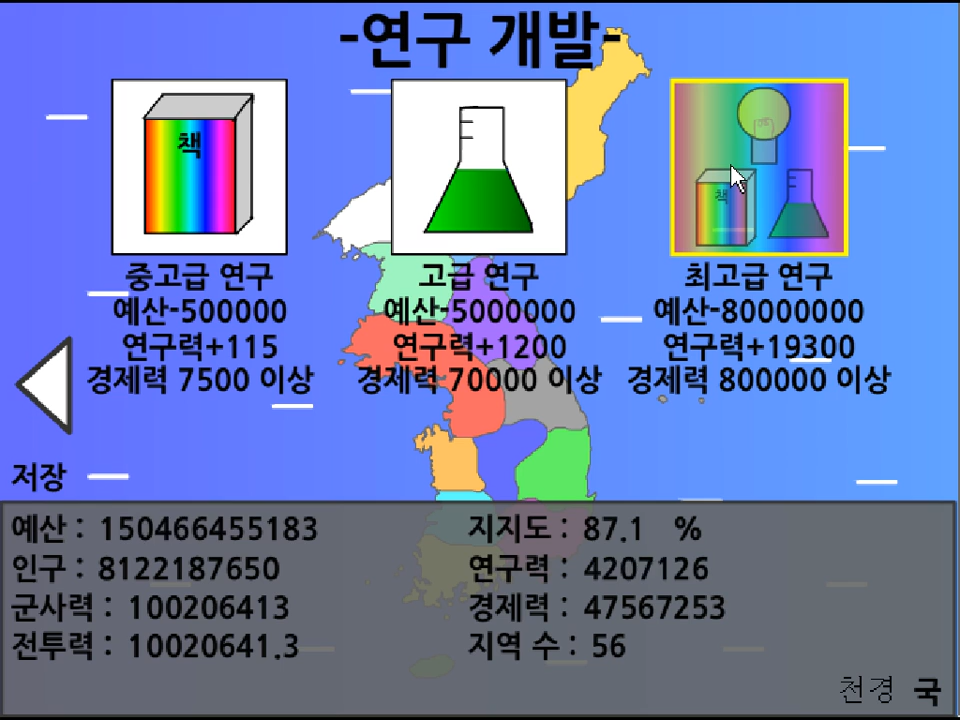 -연구 개발-
책
책
중고급 연구
예산-500000
연구력+115
경제력 7500 이상
고급 연구
예산-5000000
연구력+1200
경제력 70000 이상
최고급 연구
예산-80000000
연구력+19300
경제력 800000 이상
저장
예산 : 150466455183
인구 : 8122187650
군사력 : 100206413
전투력 : 10020641.3
지지도 : 87.1 %
연구력 : 4207126
경제력 : 47567253
지역 수 : 56
천경 국